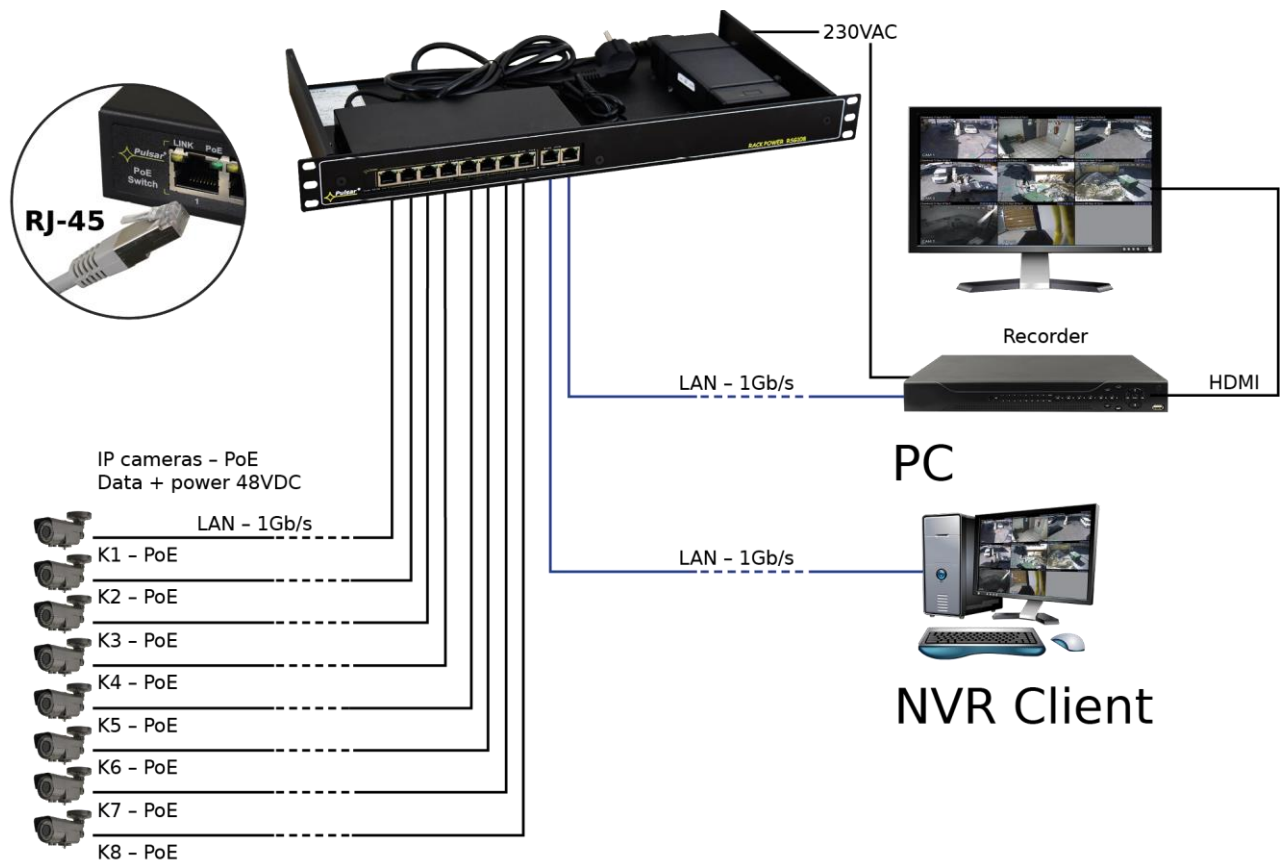 230VAC
LINK PoE
Pulsar
PoE
Switch
1
RJ-45
Pulsar
Recorder
LAN – 1Gb/s
HDMI
PC
IP cameras – PoE
Data + power 48VDC
LAN – 1Gb/s
K1 – PoE
LAN – 1Gb/s
K2 – PoE
K3 – PoE
K4 – PoE
NVR Client
K5 – PoE
K6 – PoE
K7 – PoE
K8 – PoE